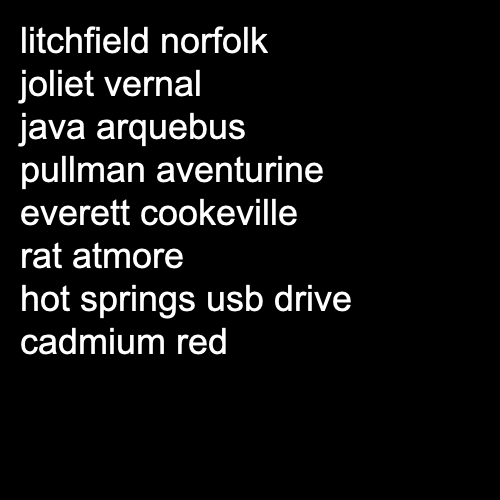 litchfield norfolk
joliet vernal
java arquebus
pullman aventurine
everett cookeville
rat atmore
hot springs usb drive
cadmium red